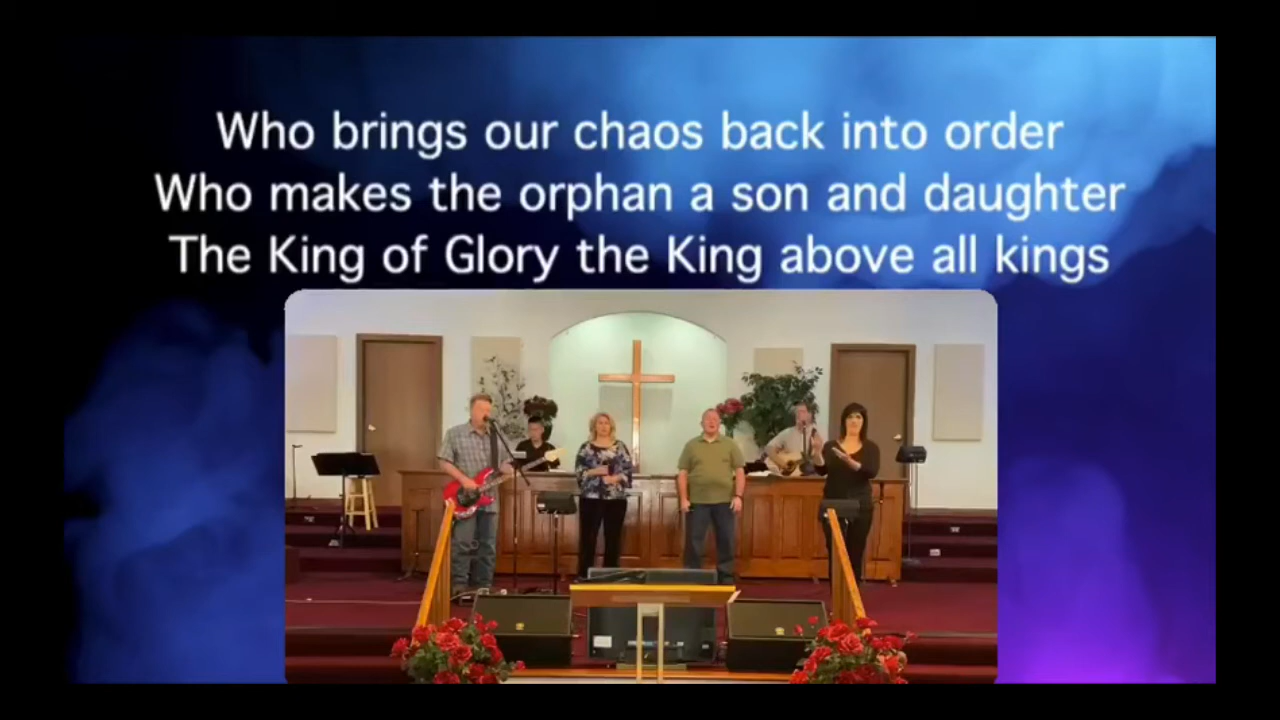 Who brings our chaos back into order
Who makes the orphan a son and daughter
The King of Glory the King above all kings